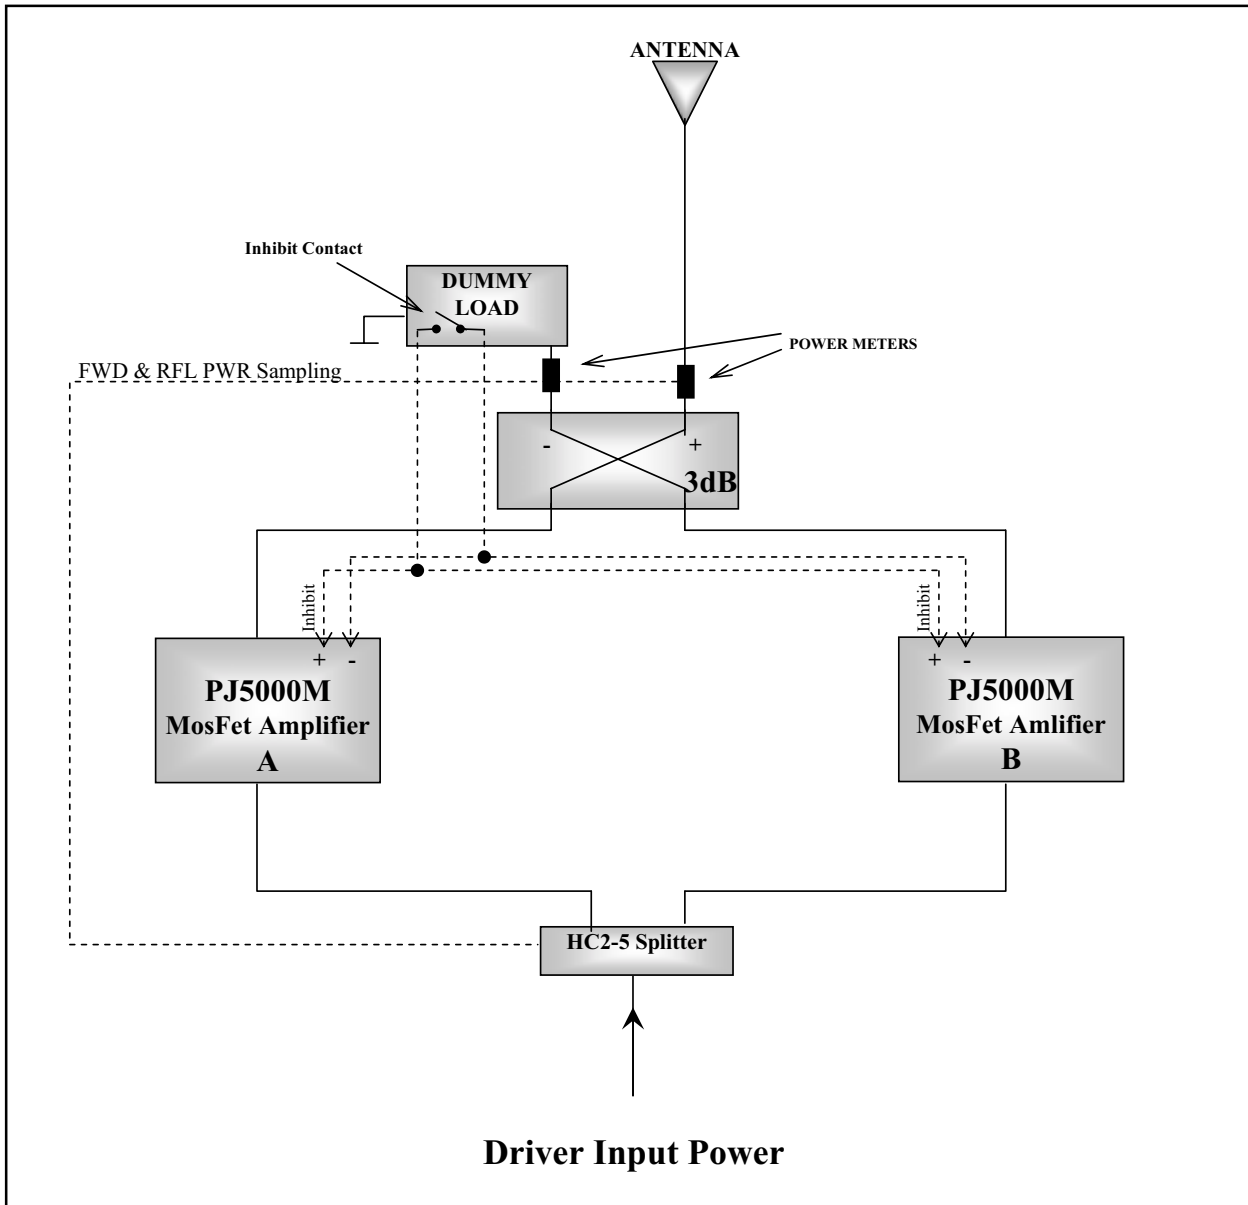 ANTENNA
Inhibit Contact
DUMMY
LOAD
POWER METERS
FWD & RFL PWR Sampling
- +
3dB
Inhibit
Inhibit
+ -
+ -
PJ5000M
MosFet Amplifier
A
PJ5000M
MosFet Amlifier
B
HC2-5 Splitter
Driver Input Power